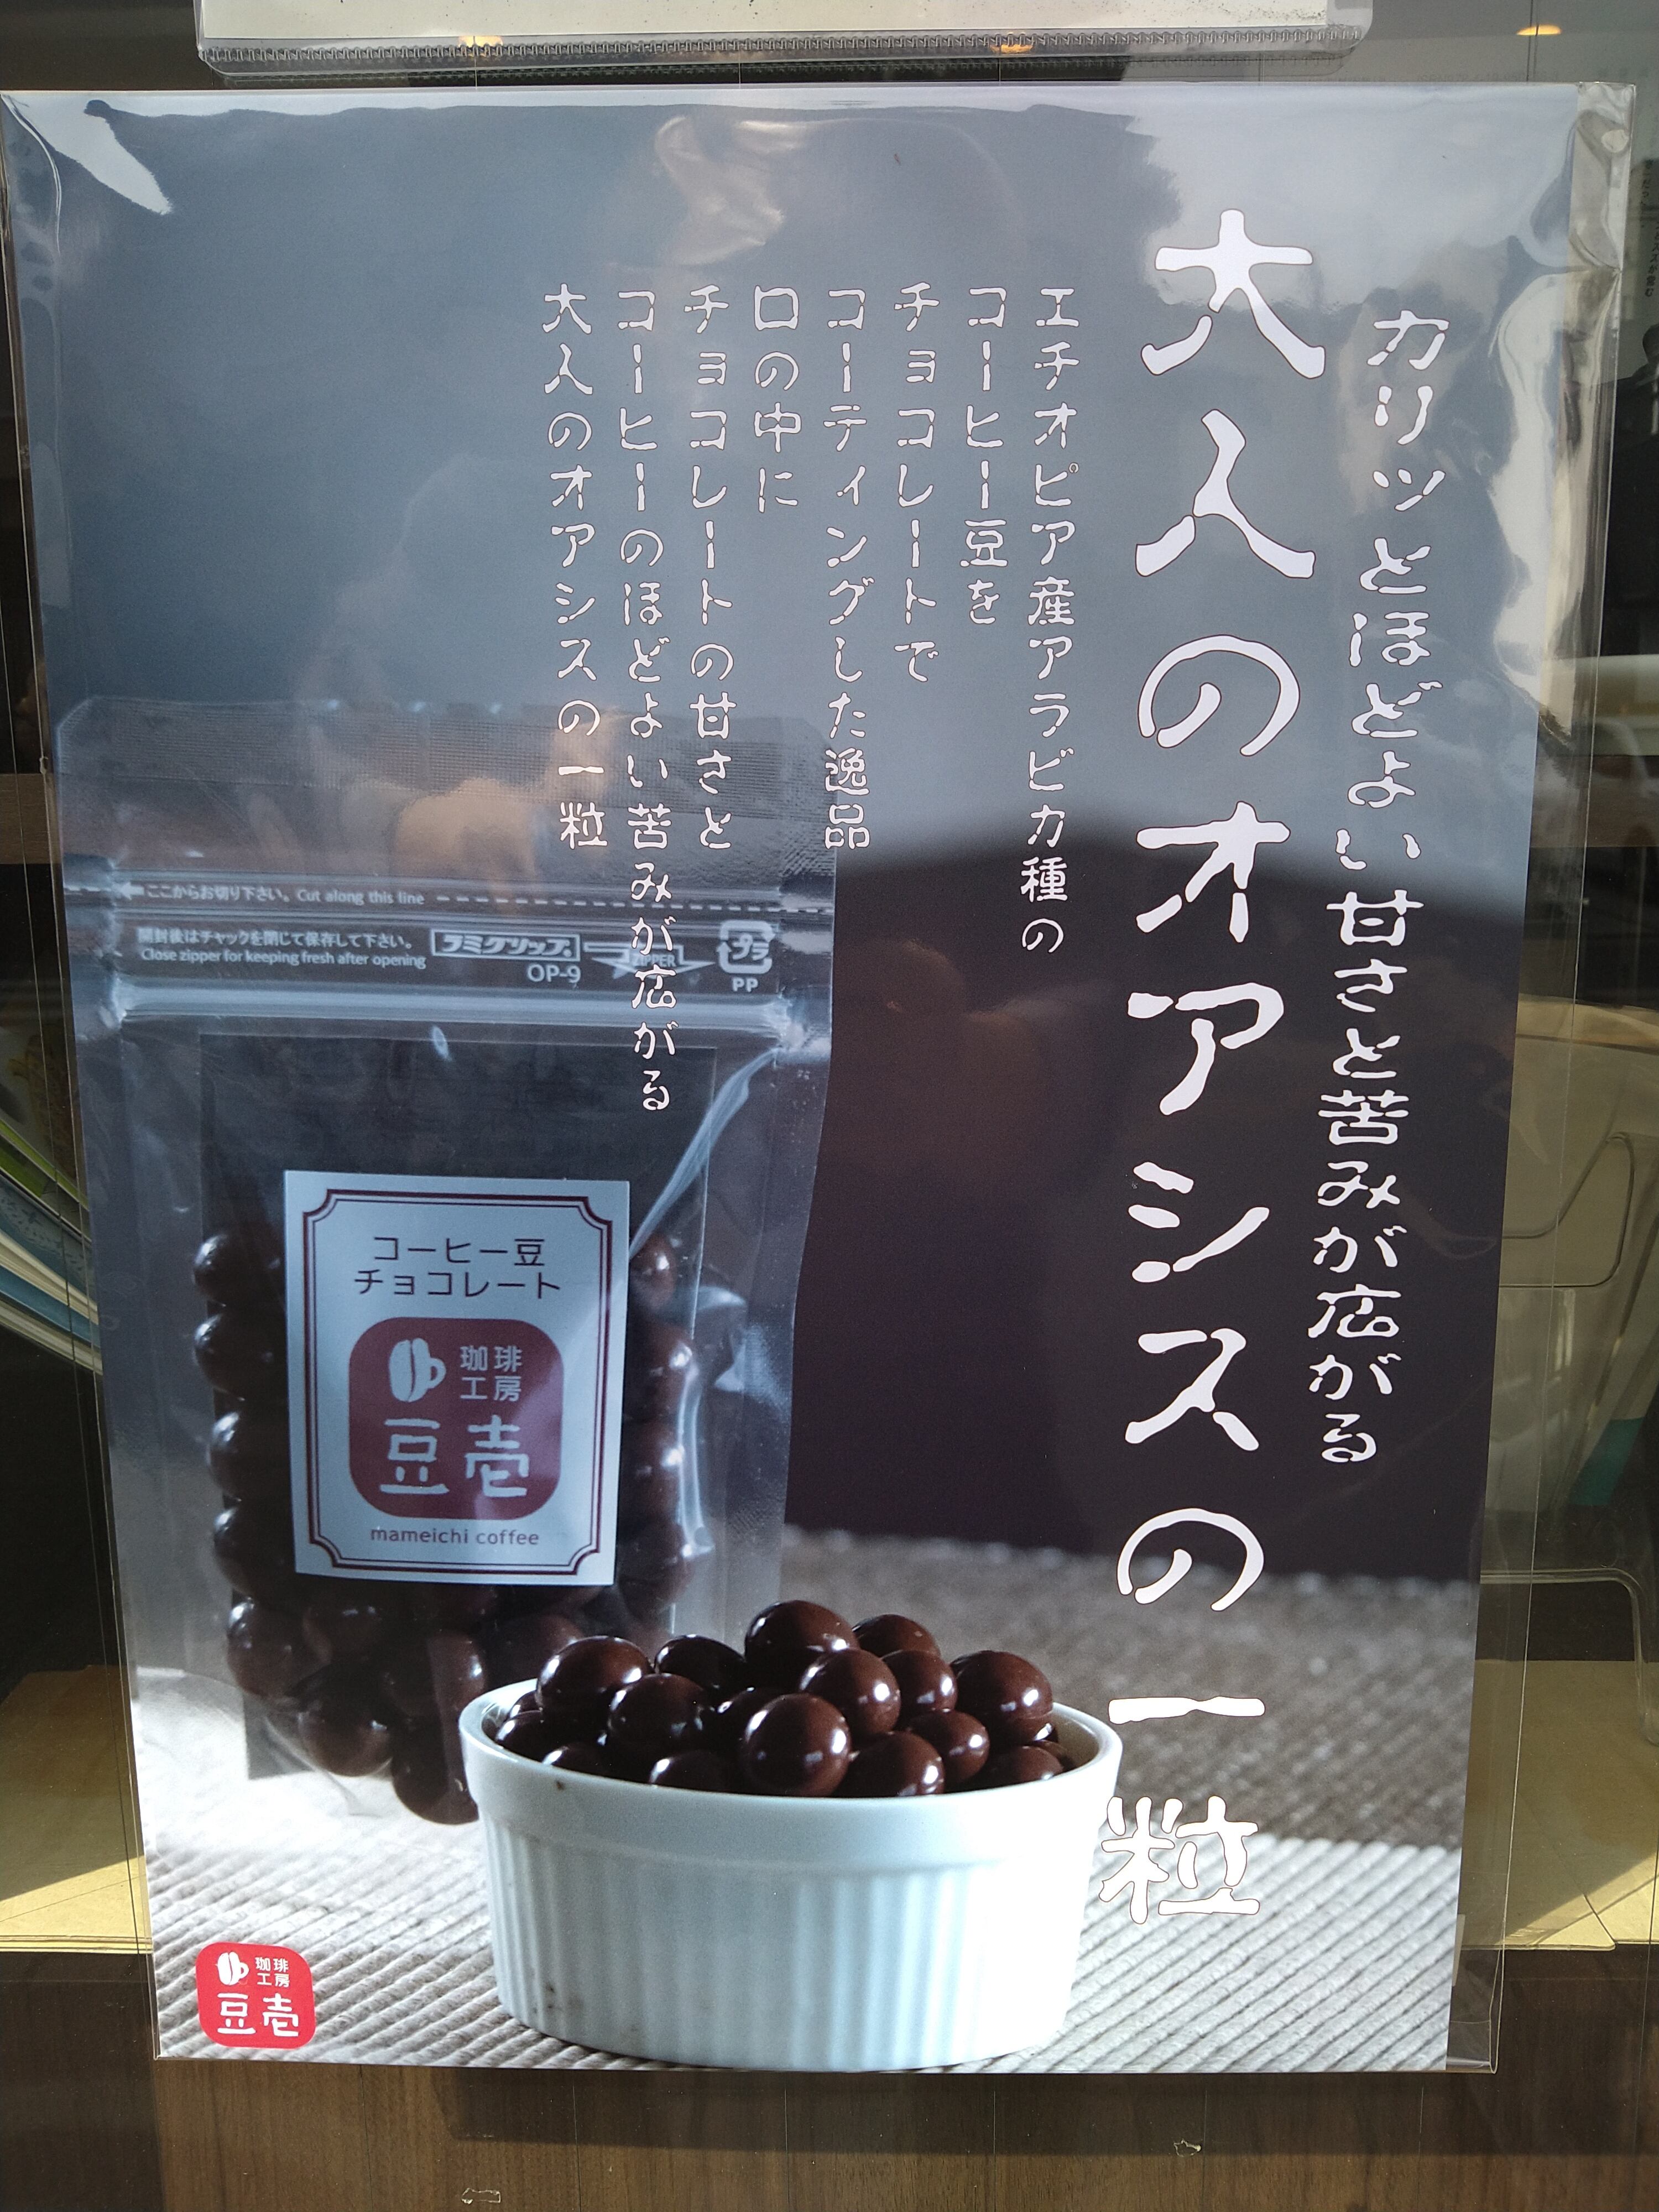 カリッとほどよい甘さと苦みが広がる
大人のオアシスの一粒
エチオピア産アラビカ種の
コーヒー豆を
チョコレートで
コーティングした逸品
口の中に
チョコレートの甘さと
コーヒーのほどよい苦みが広がる
大人のオアシスの一粒
ここからお切り下さい。Cut along this line
開封後はチャックを閉じて保存して下さい。
Close zipper for keeping fresh after opening
ラミグリップ
OP-9
ZIPPER
プラ
PP
コーヒー豆
チョコレート
珈琲
工房
豆壱
mameichi coffee
珈琲
工房
豆壱